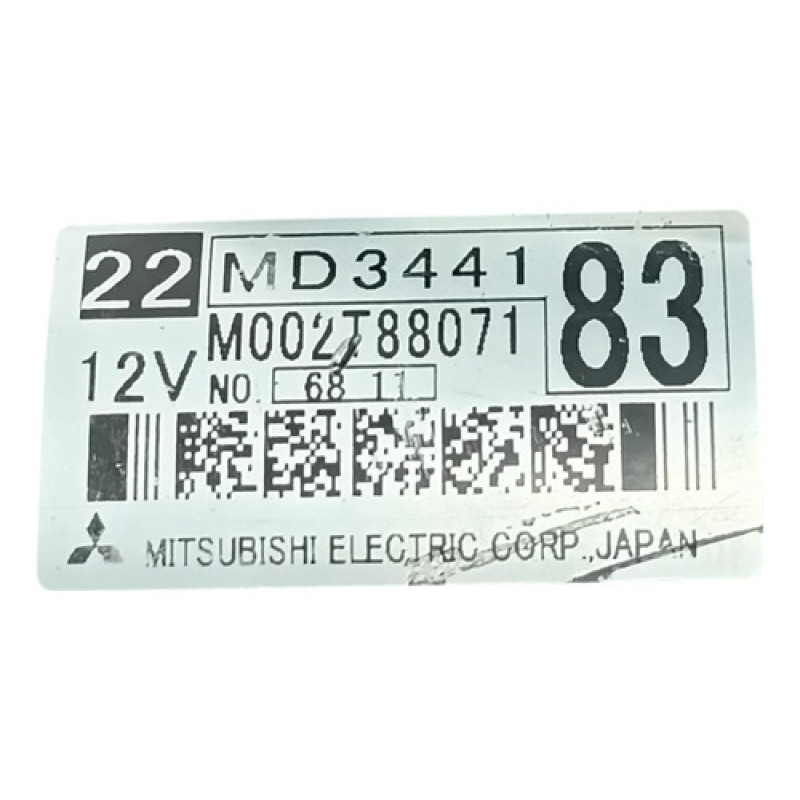 22 MD3441 83
M002T88071
12V
NO. 68 11
MITSUBISHI ELECTRIC CORP., JAPAN